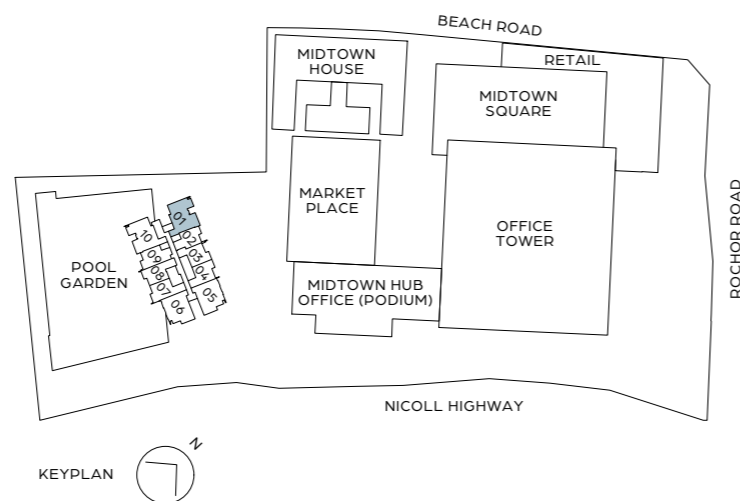 BEACH ROAD
MIDTOWN
HOUSE
RETAIL
MIDTOWN
SQUARE
MARKET
PLACE
OFFICE
TOWER
ROCHOR ROAD
01
02
03
04
05
10
09
08
07
06
POOL
GARDEN
MIDTOWN HUB
OFFICE (PODIUM)
NICOLL HIGHWAY
KEYPLAN
N